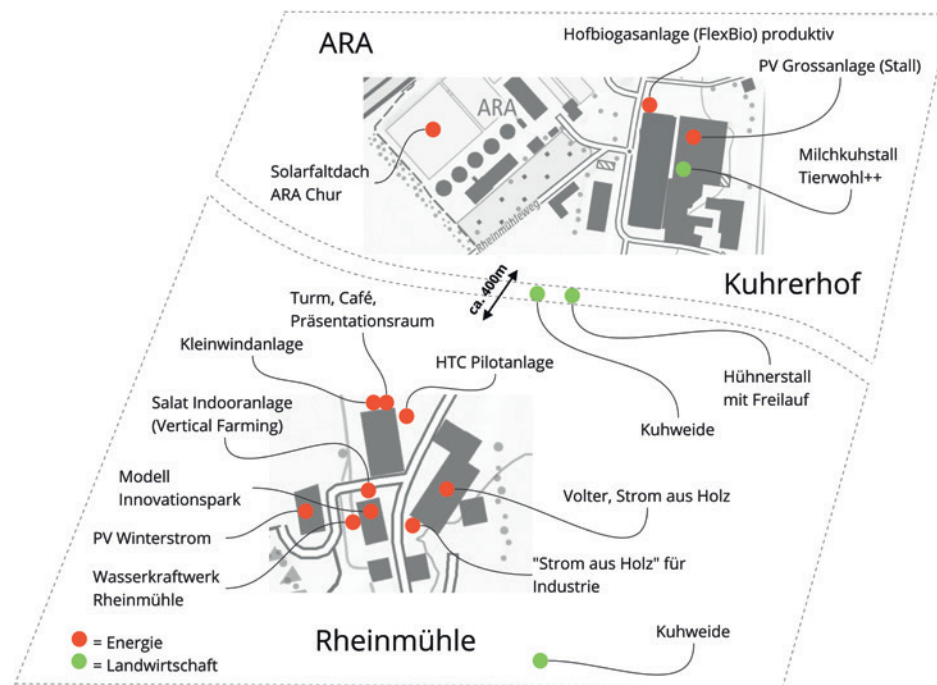 ARA
Hofbiogasanlage (FlexBio) produktiv
PV Grossanlage (Stall)
ARA
Solarfaltdach
ARA Chur
Milchkuhstall
Tierwohl++
Rheinmühleweg
ca. 400m
Kuhrerhof
Turm, Café,
Präsentationsraum
Kleinwindanlage
HTC Pilotanlage
Hühnerstall
mit Freilauf
Salat Indooranlage
(Vertical Farming)
Kuhweide
Modell
Innovationspark
Volter, Strom aus Holz
PV Winterstrom
"Strom aus Holz" für
Industrie
Wasserkraftwerk
Rheinmühle
Rheinmühle
Kuhweide
= Energie
= Landwirtschaft